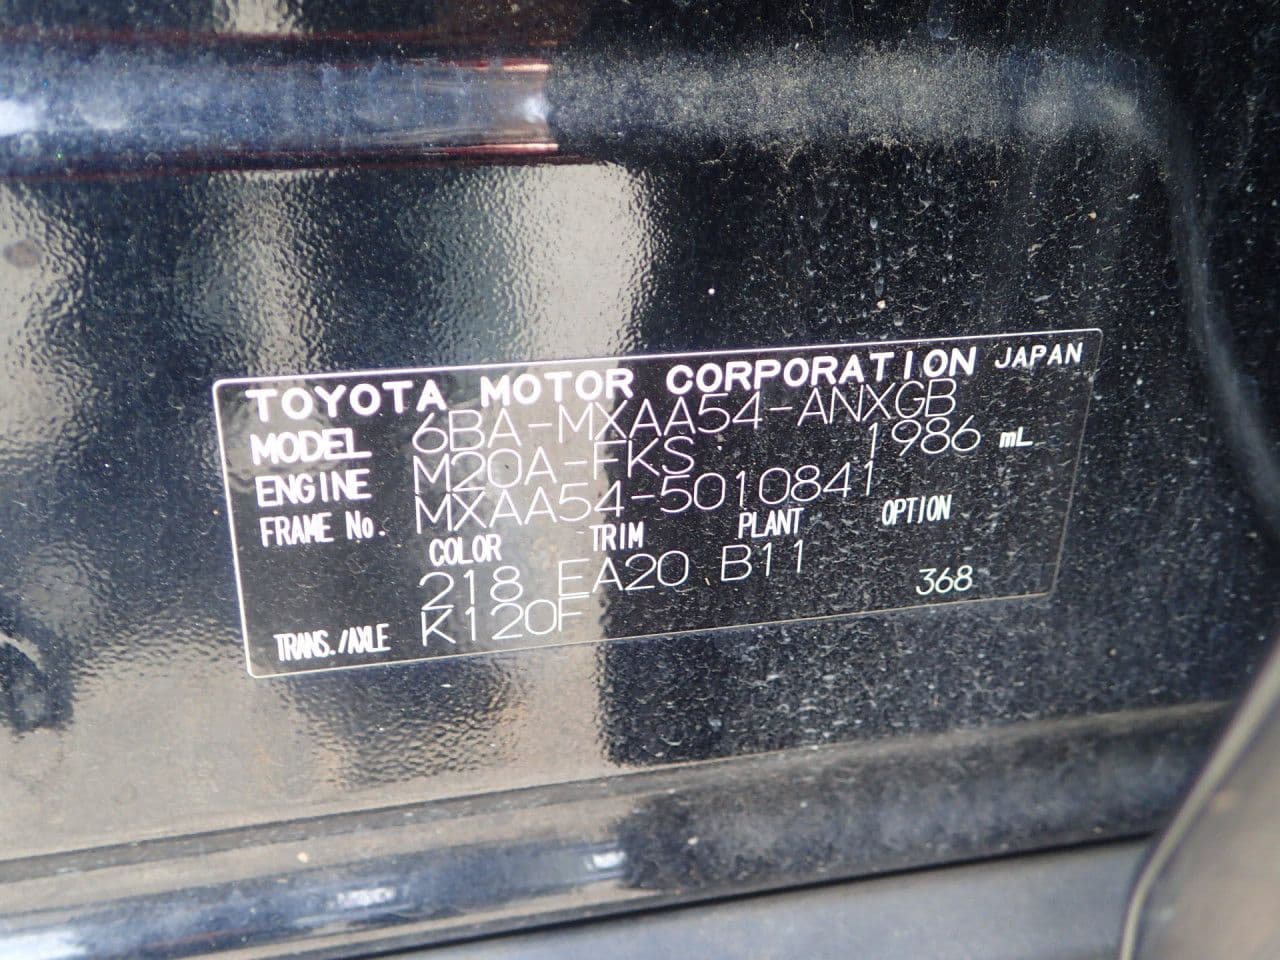 TOYOTA MOTOR CORPORATION JAPAN
MODEL 6BA-MXAA54-ANXGB
ENGINE M20A-FKS 1986 mL
FRAME No. MXAA54-5010841
COLOR TRIM PLANT OPTION
218 EA20 B11 368
TRANS./AXLE K120F